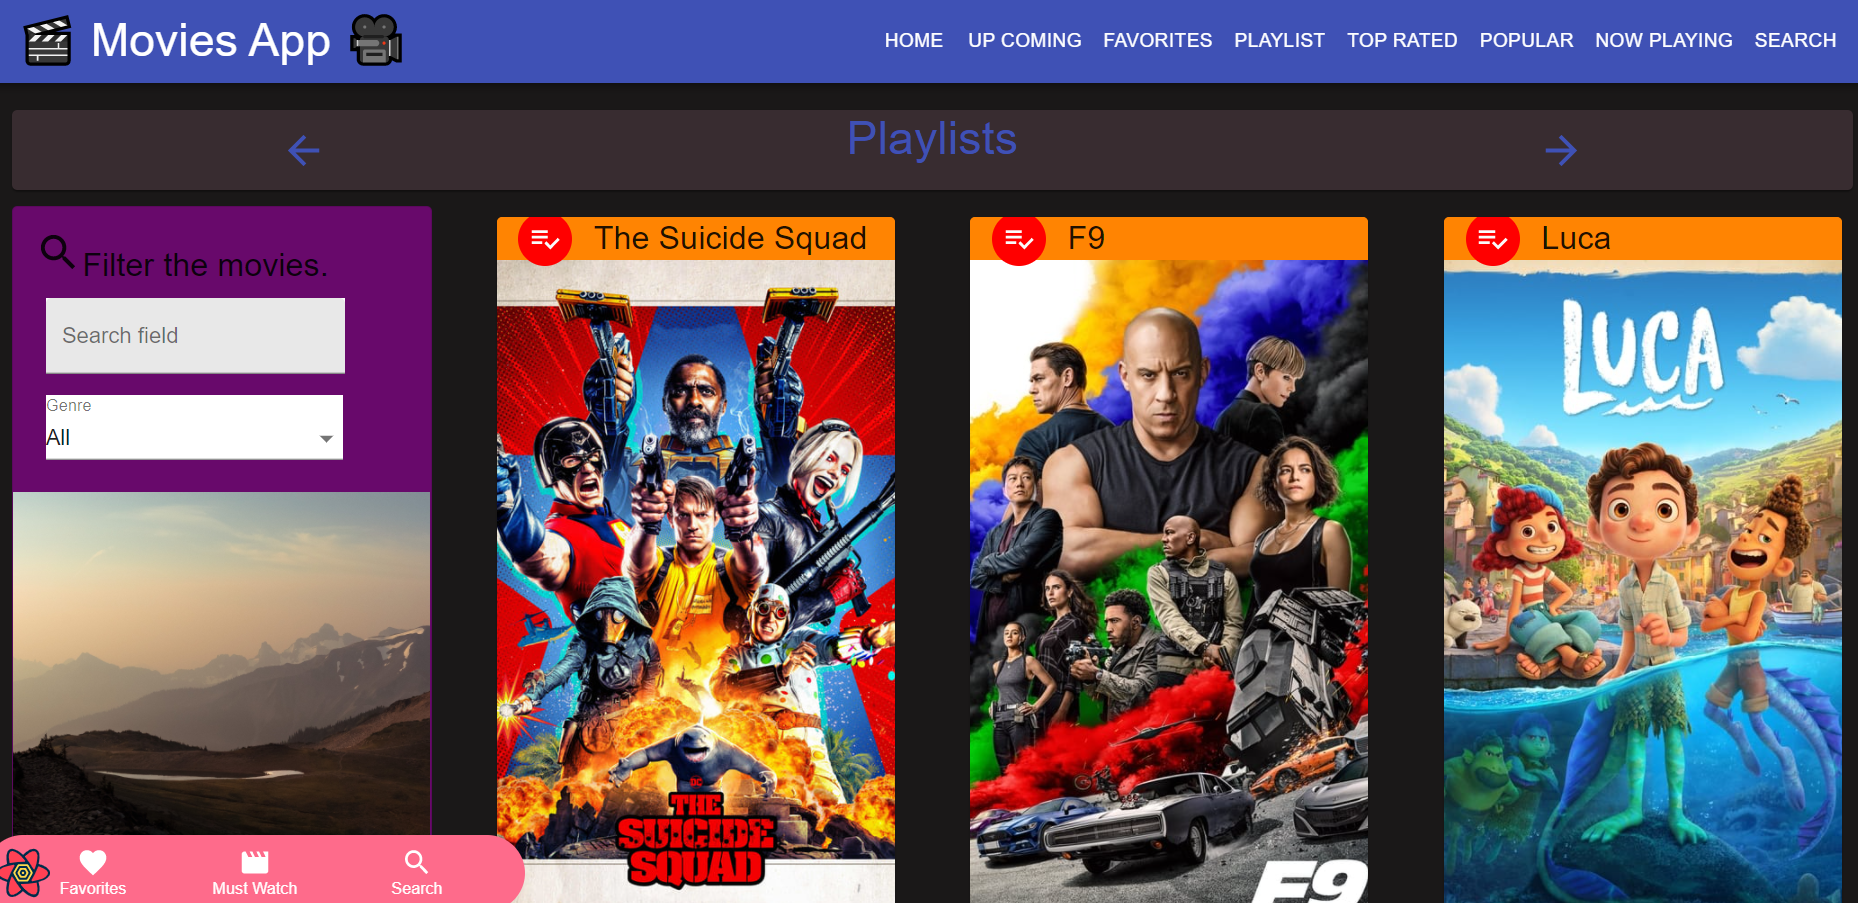 Movies App
HOME UP COMING FAVORITES PLAYLIST TOP RATED POPULAR NOW PLAYING SEARCH
Playlists
Filter the movies.
Search field
Genre
All
The Suicide Squad
F9
Luca
LUCA
DC
THE
SUICIDE
SQUAD
F9
Favorites
Must Watch
Search